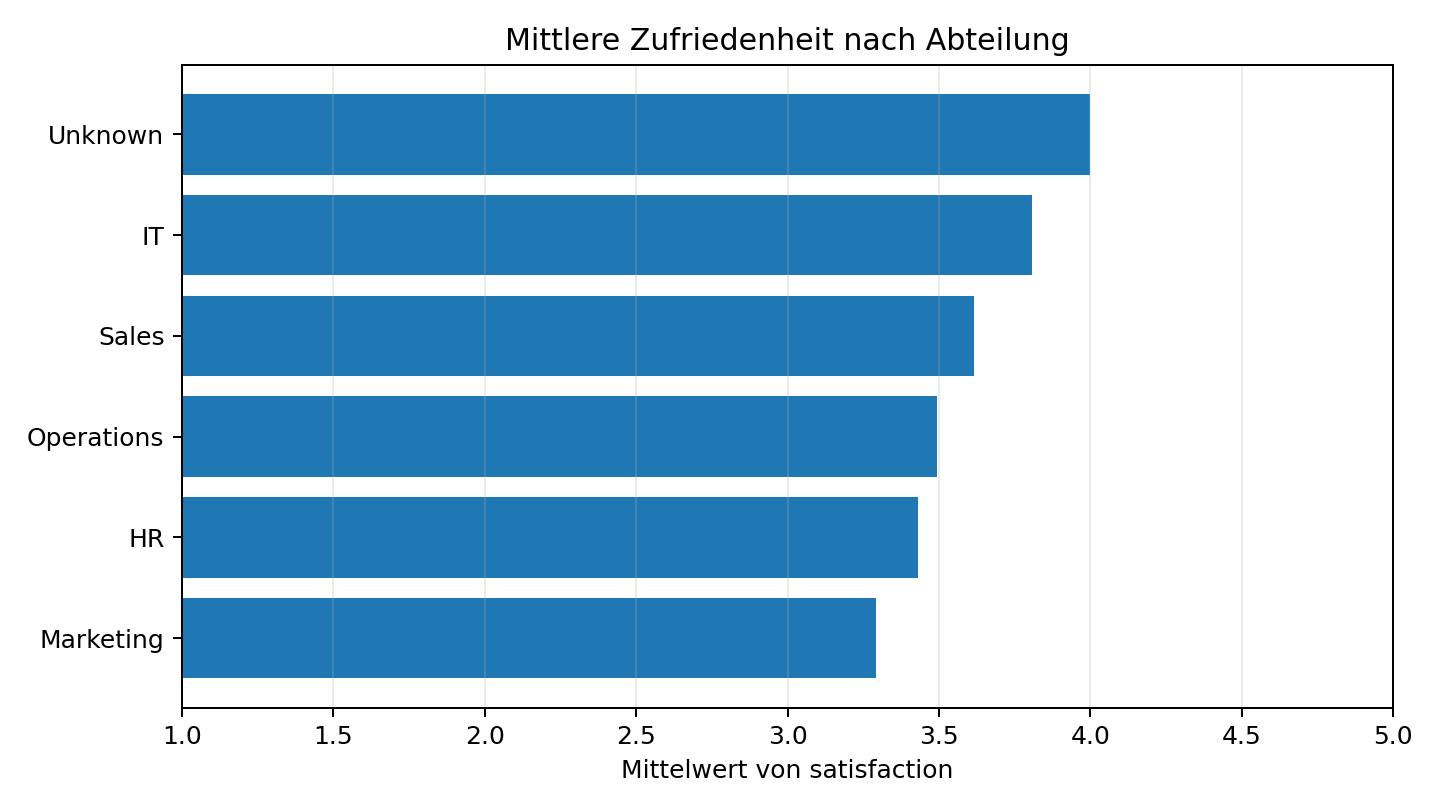 Mittlere Zufriedenheit nach Abteilung
Unknown
IT
Sales
Operations
HR
Marketing
1.0 1.5 2.0 2.5 3.0 3.5 4.0 4.5 5.0
Mittelwert von satisfaction